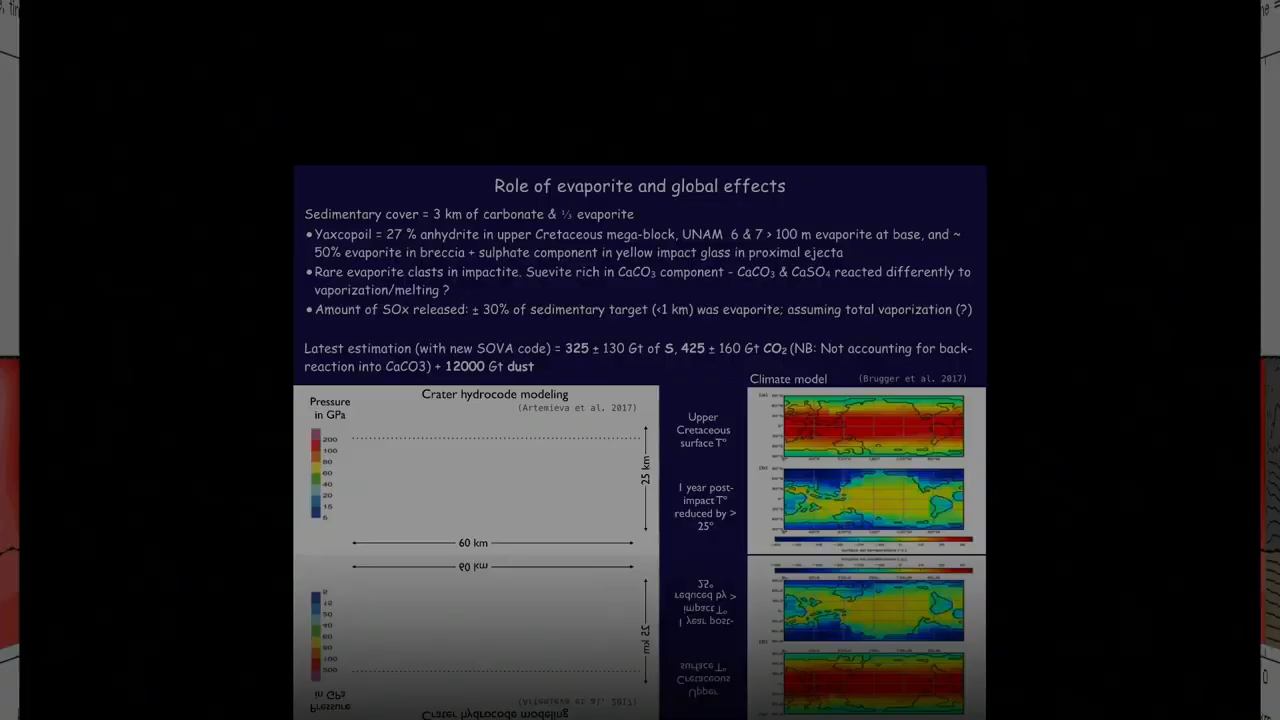 Role of evaporite and global effects
Sedimentary cover = 3 km of carbonate & ⅓ evaporite
• Yaxcopoil = 27 % anhydrite in upper Cretaceous mega-block, UNAM 6 & 7 > 100 m evaporite at base, and ~
50% evaporite in breccia + sulphate component in yellow impact glass in proximal ejecta
• Rare evaporite clasts in impactite. Suevite rich in CaCO₃ component - CaCO₃ & CaSO₄ reacted differently to
vaporization/melting ?
• Amount of SOx released: ± 30% of sedimentary target (<1 km) was evaporite; assuming total vaporization (?)
Latest estimation (with new SOVA code) = 325 ± 130 Gt of S, 425 ± 160 Gt CO₂ (NB: Not accounting for back-
reaction into CaCO3) + 12000 Gt dust
Crater hydrocode modeling
(Artemieva et al. 2017)
Pressure
in GPa
200
100
80
60
40
20
15
5
25 km
60 km
Climate model
(Brugger et al. 2017)
Upper
Cretaceous
surface T°
1 year post-
impact T°
reduced by >
25°